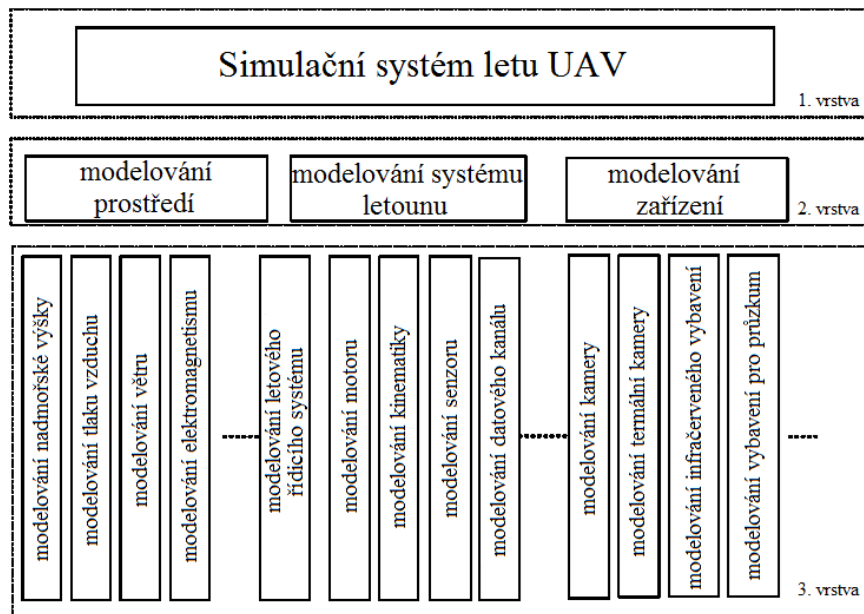 Simulační systém letu UAV
1. vrstva
modelování
prostředí
modelování systému
letounu
modelování
zařízení
2. vrstva
modelování nadmořské výšky
modelování tlaku vzduchu
modelování větru
modelování elektromagnetismu
modelování letového
řídicího systému
modelování motoru
modelování kinematiky
modelování senzoru
modelování datového kanálu
modelování kamery
modelování termální kamery
modelování infračerveného vybavení
modelování vybavení pro průzkum
3. vrstva